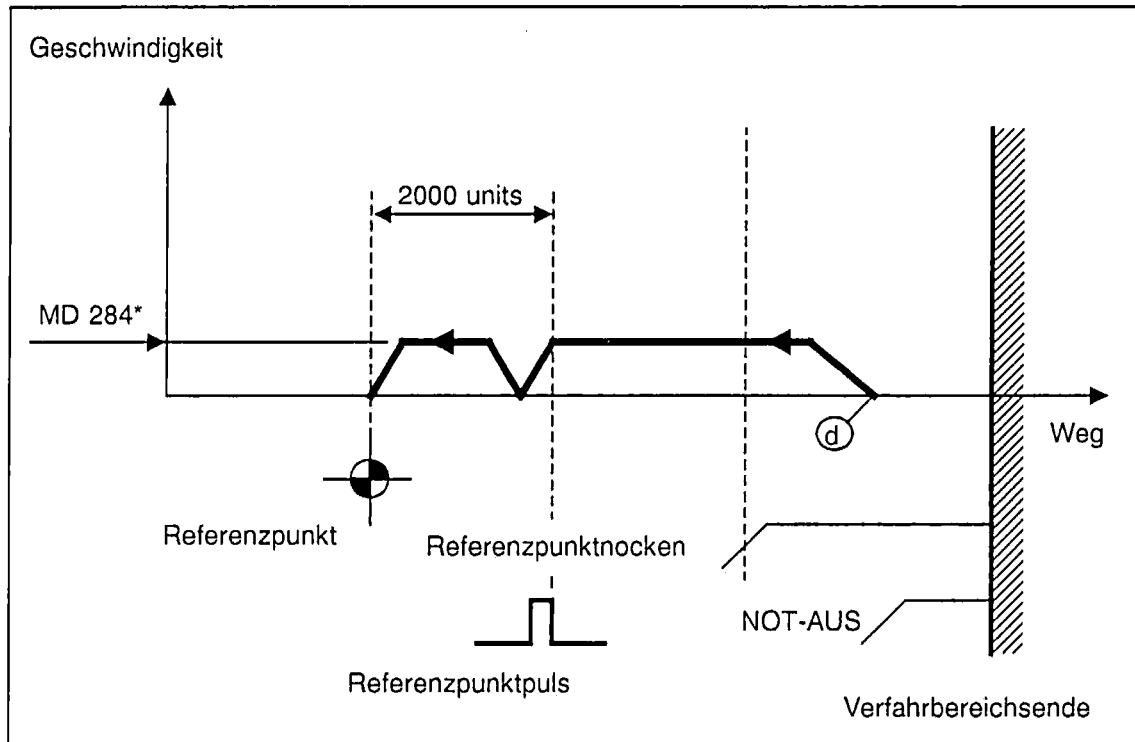 Geschwindigkeit
2000 units
MD 284*
d
Weg
Referenzpunkt
Referenzpunktnocken
NOT-AUS
Referenzpunktpuls
Verfahrbereichsende